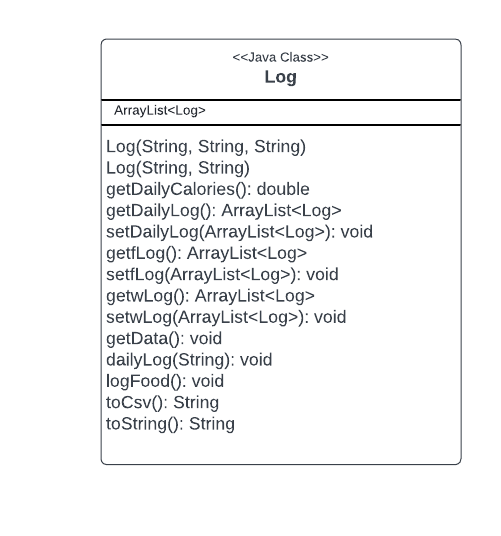 <<Java Class>>
Log
ArrayList<Log>
Log(String, String, String)
Log(String, String)
getDailyCalories(): double
getDailyLog(): ArrayList<Log>
setDailyLog(ArrayList<Log>): void
getfLog(): ArrayList<Log>
setfLog(ArrayList<Log>): void
getwLog(): ArrayList<Log>
setwLog(ArrayList<Log>): void
getData(): void
dailyLog(String): void
logFood(): void
toCsv(): String
toString(): String